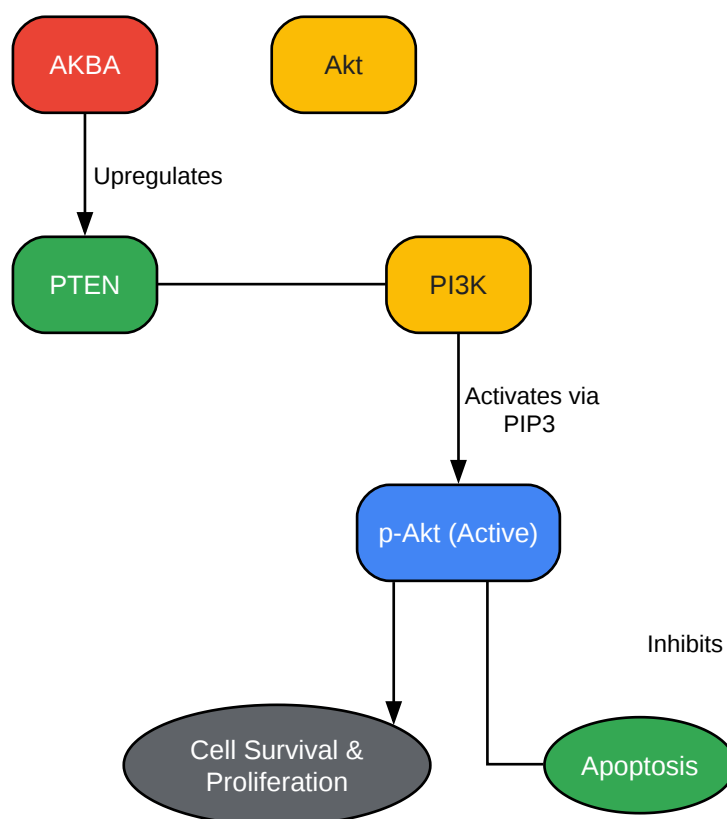 AKBA
Akt
Upregulates
PTEN
PI3K
Activates via
PIP3
p-Akt (Active)
Inhibits
Cell Survival &
Proliferation
Apoptosis